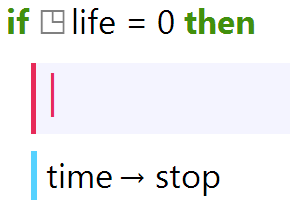 if ◳ life = 0 then
time → stop